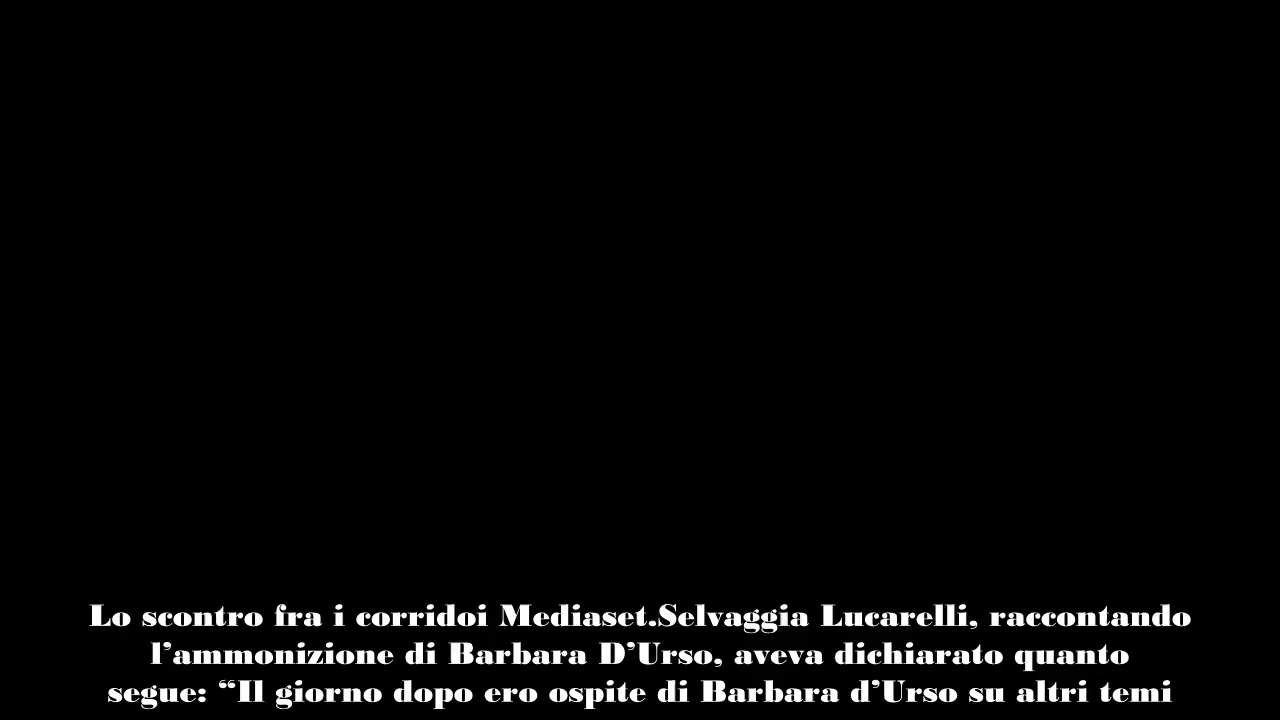 Lo scontro fra i corridoi Mediaset.Selvaggia Lucarelli, raccontando
l’ammonizione di Barbara D’Urso, aveva dichiarato quanto
segue: “Il giorno dopo ero ospite di Barbara d’Urso su altri temi